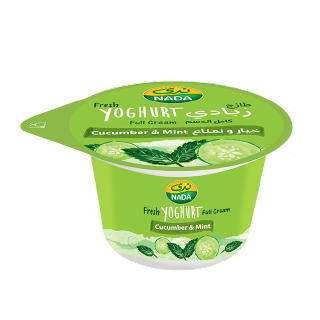 ندى
NADA
Fresh YOGHURT
Full Cream
طازج
زبادي
كامل الدسم
Cucumber & Mint خيار و نعناع
ندى
NADA
Fresh YOGHURT Full Cream
Cucumber & Mint